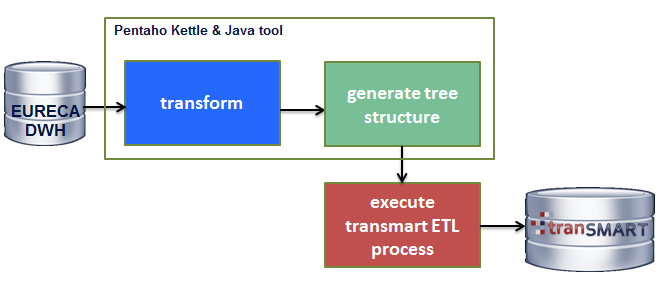 Pentaho Kettle & Java tool
EURECA
DWH
transform
generate tree
structure
execute
transmart ETL
process
tranSMART